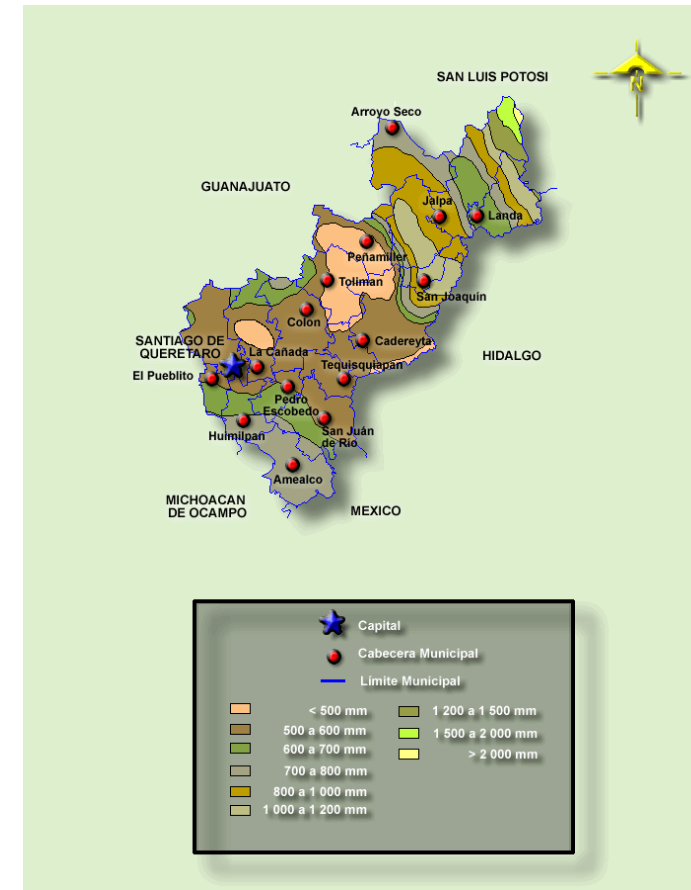 SAN LUIS POTOSI
N
Arroyo Seco
GUANAJUATO
Jalpa
Landa
Peñamiller
Toliman
San Joaquin
Colon
SANTIAGO DE
QUERETARO
Cadereyta
La Cañada
HIDALGO
Tequisquiapan
El Pueblito
Pedro
Escobedo
San Juán
de Rio
Huimilpan
Amealco
MICHOACAN
DE OCAMPO
MEXICO
Capital
Cabecera Municipal
Límite Municipal
< 500 mm
500 a 600 mm
600 a 700 mm
700 a 800 mm
800 a 1 000 mm
1 000 a 1 200 mm
1 200 a 1 500 mm
1 500 a 2 000 mm
> 2 000 mm